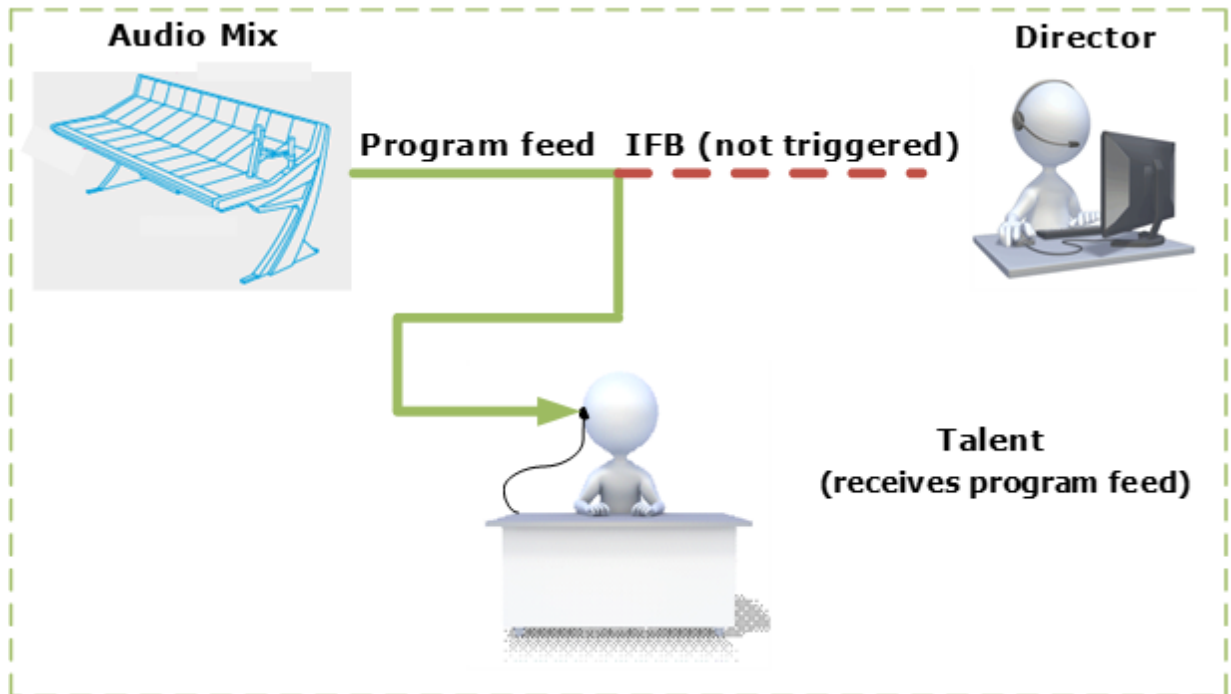 Audio Mix
Director
Program feed
IFB (not triggered)
Talent
(receives program feed)